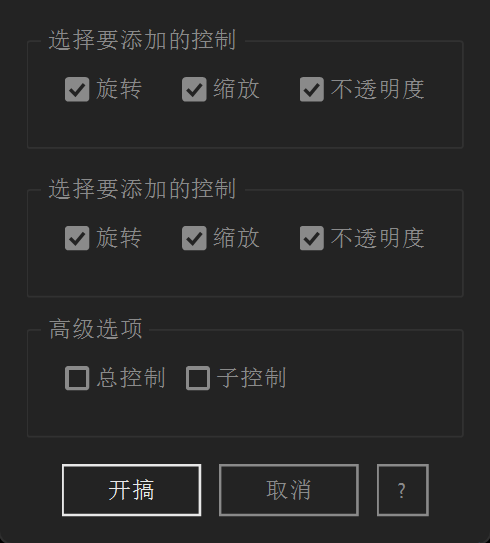 选择要添加的控制
旋转 缩放 不透明度
选择要添加的控制
旋转 缩放 不透明度
高级选项
总控制 子控制
开搞 取消 ?